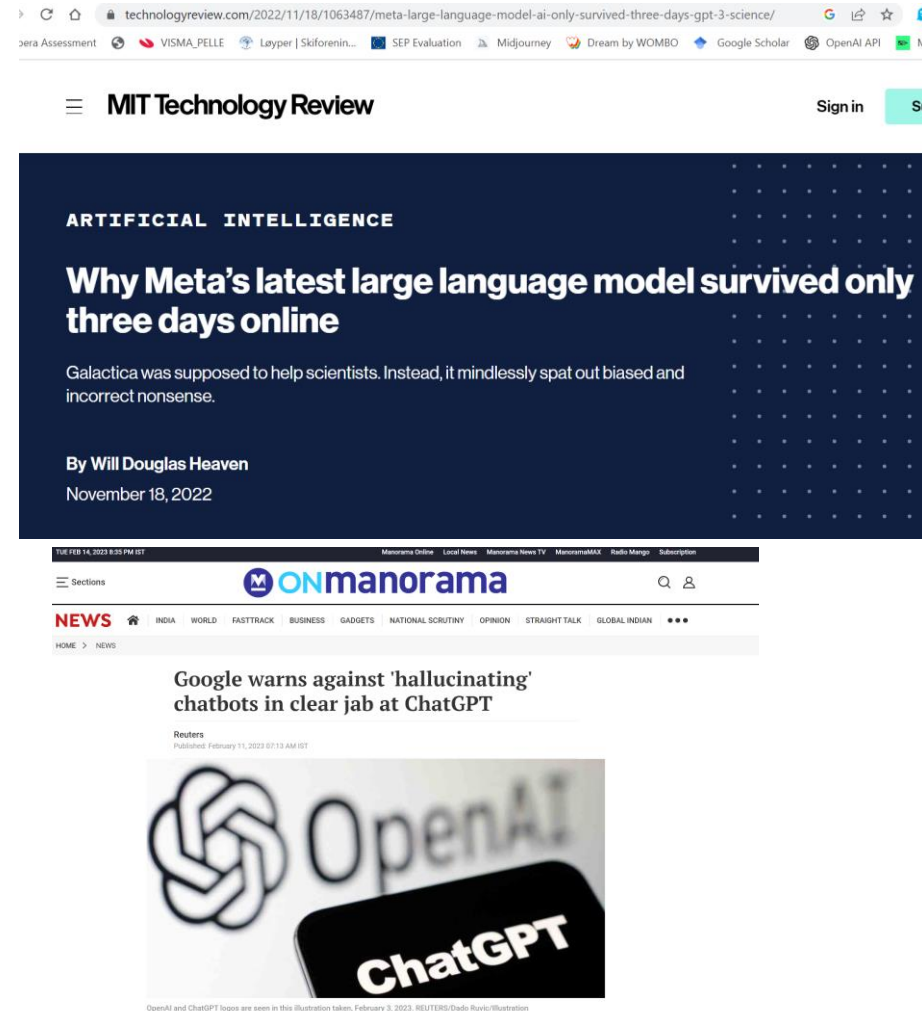 technologyreview.com/2022/11/18/1063487/meta-large-language-model-ai-only-survived-three-days-gpt-3-science/
Assessment VISMA_PELLE Løyper | Skiforenin... SEP Evaluation Midjourney Dream by WOMBO Google Scholar OpenAI API
MIT Technology Review
Sign in
ARTIFICIAL INTELLIGENCE
Why Meta's latest large language model survived only
three days online
Galactica was supposed to help scientists. Instead, it mindlessly spat out biased and
incorrect nonsense.
By Will Douglas Heaven
November 18, 2022
TUE FEB 14, 2023 8:35 PM IST Manorama Online Local News Manorama News TV ManoramaMAX Radio Mango Subscription
Sections ONmanorama
NEWS INDIA WORLD FASTTRACK BUSINESS GADGETS NATIONAL SCRUTINY OPINION STRAIGHT TALK GLOBAL INDIAN
HOME > NEWS
Google warns against 'hallucinating'
chatbots in clear jab at ChatGPT
Reuters
Published: February 11, 2023 07:13 AM IST
OpenAI
ChatGPT
OpenAI and ChatGPT logos are seen in this illustration taken, February 3, 2023. REUTERS/Dado Ruvic/Illustration